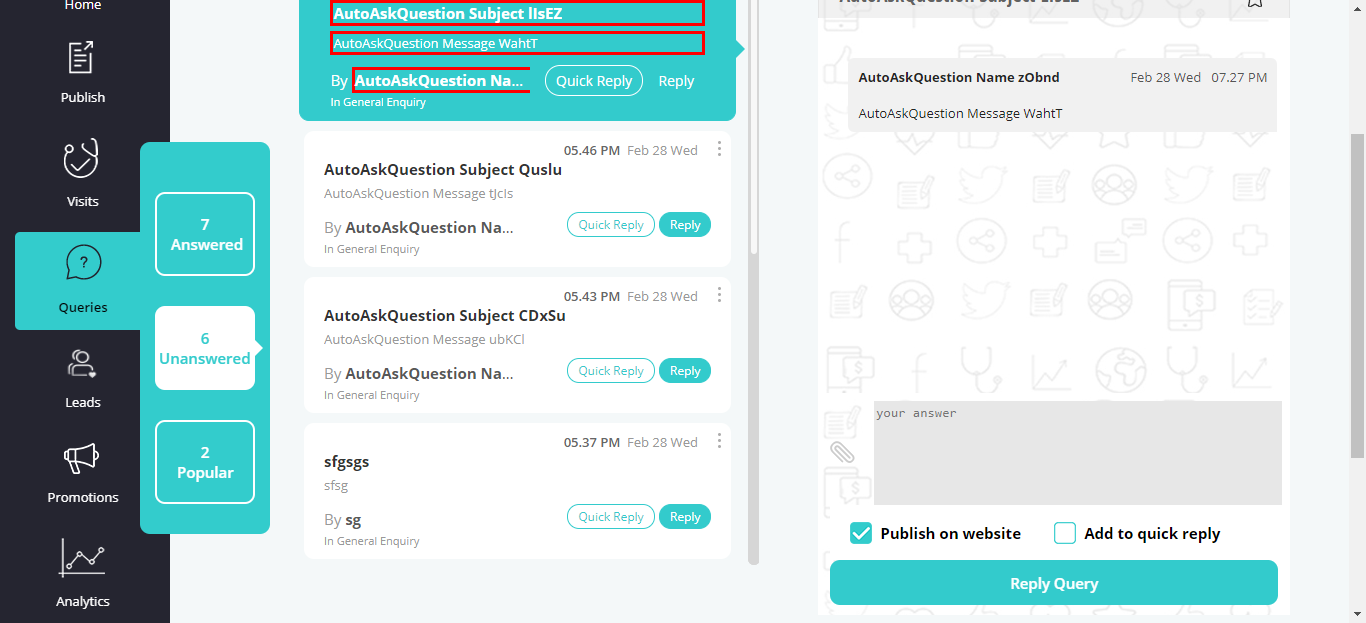 Home
Publish
Visits
?
Queries
Leads
Promotions
Analytics
7
Answered
6
Unanswered
2
Popular
AutoAskQuestion Subject lIsEZ
AutoAskQuestion Message WahtT
By AutoAskQuestion Na...
Quick Reply
Reply
In General Enquiry
05.46 PM Feb 28 Wed
AutoAskQuestion Subject Quslu
AutoAskQuestion Message tJcIs
By AutoAskQuestion Na...
Quick Reply
Reply
In General Enquiry
05.43 PM Feb 28 Wed
AutoAskQuestion Subject CDxSu
AutoAskQuestion Message ubKCl
By AutoAskQuestion Na...
Quick Reply
Reply
In General Enquiry
05.37 PM Feb 28 Wed
sfgsgs
sfsg
By sg
Quick Reply
Reply
In General Enquiry
AutoAskQuestion Subject lIsEZ
AutoAskQuestion Name zObnd
Feb 28 Wed 07.27 PM
AutoAskQuestion Message WahtT
your answer
Publish on website
Add to quick reply
Reply Query